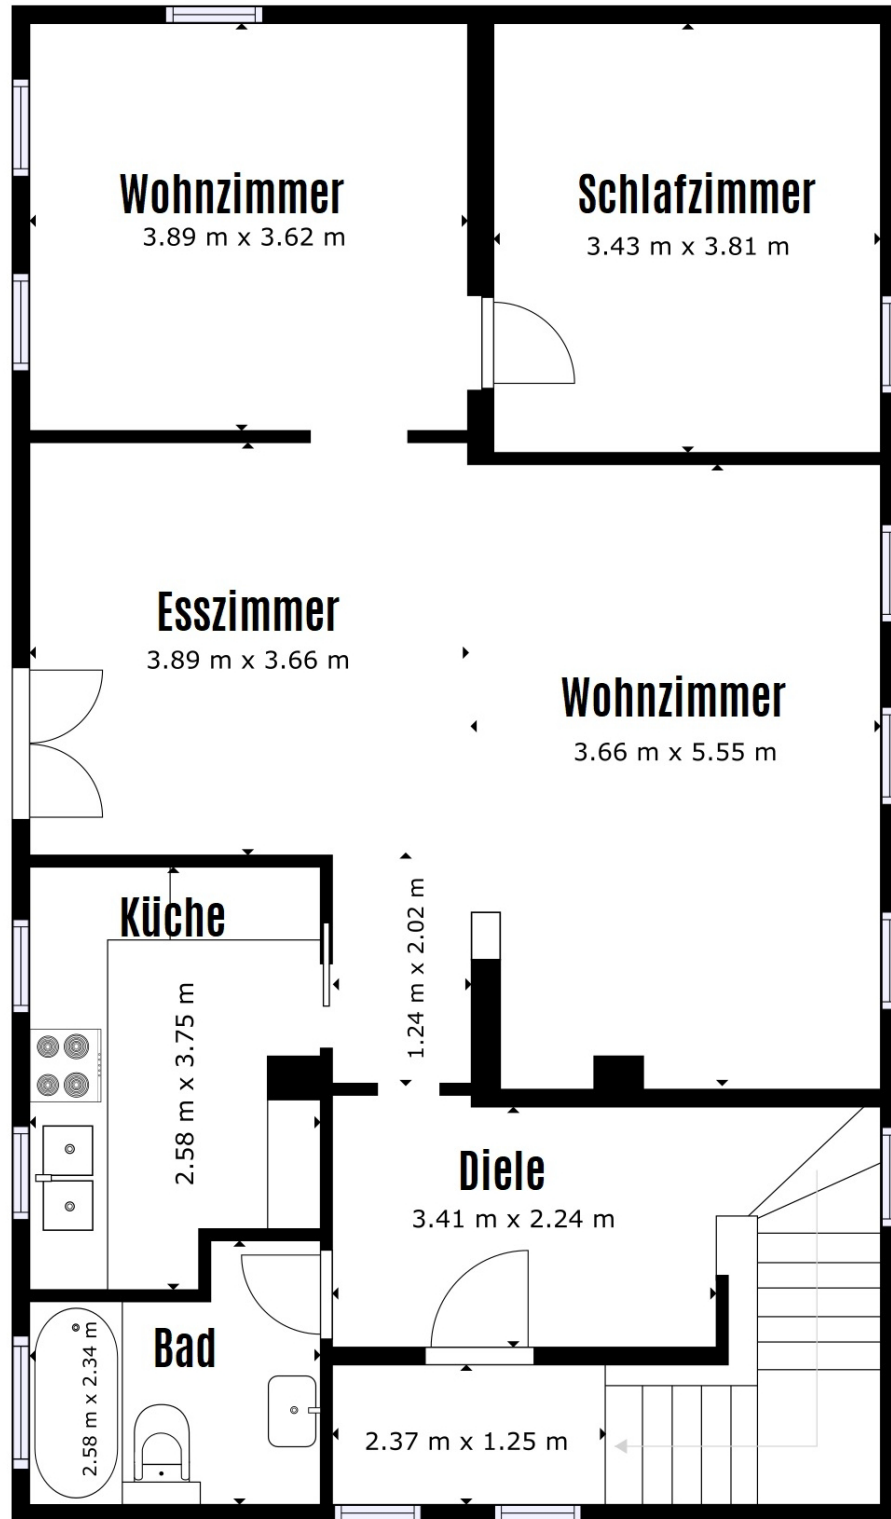 Wohnzimmer
3.89 m x 3.62 m
Schlafzimmer
3.43 m x 3.81 m
Esszimmer
3.89 m x 3.66 m
Wohnzimmer
3.66 m x 5.55 m
Küche
2.58 m x 3.75 m
1.24 m x 2.02 m
Diele
3.41 m x 2.24 m
Bad
2.58 m x 2.34 m
2.37 m x 1.25 m